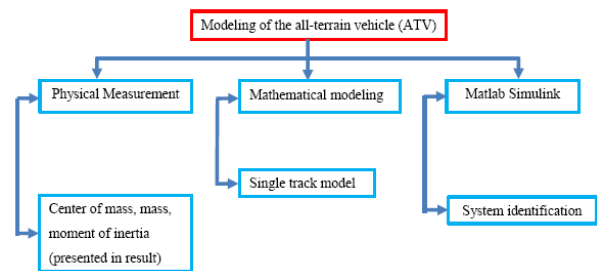 Modeling of the all-terrain vehicle (ATV)
Physical Measurement
Mathematical modeling
Matlab Simulink
Single track model
Center of mass, mass,
moment of inertia
(presented in result)
System identification